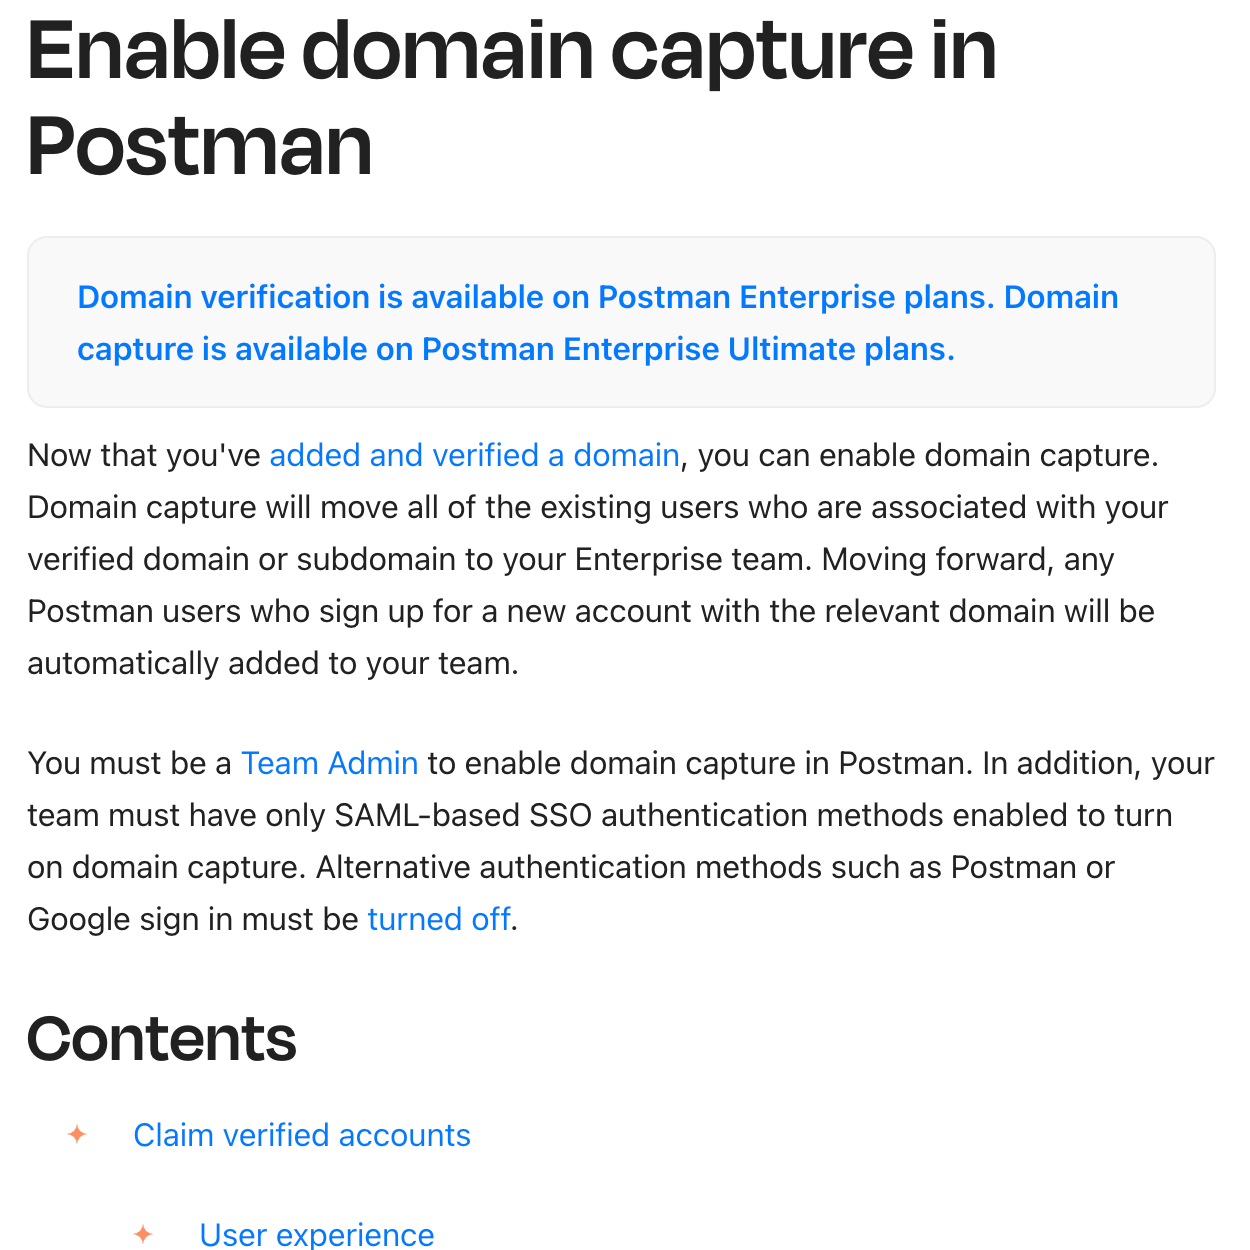 Enable domain capture in
Postman
Domain verification is available on Postman Enterprise plans. Domain
capture is available on Postman Enterprise Ultimate plans.
Now that you've added and verified a domain, you can enable domain capture.
Domain capture will move all of the existing users who are associated with your
verified domain or subdomain to your Enterprise team. Moving forward, any
Postman users who sign up for a new account with the relevant domain will be
automatically added to your team.
You must be a Team Admin to enable domain capture in Postman. In addition, your
team must have only SAML-based SSO authentication methods enabled to turn
on domain capture. Alternative authentication methods such as Postman or
Google sign in must be turned off.
Contents
Claim verified accounts
User experience